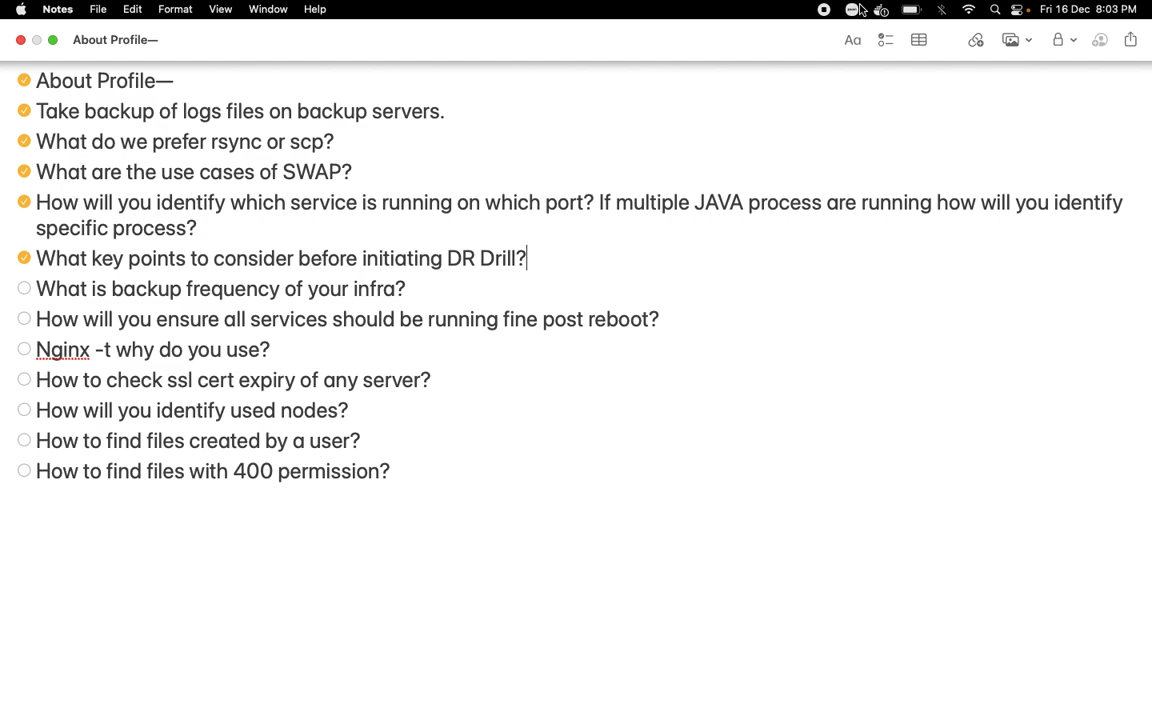 Notes File Edit Format View Window Help Fri 16 Dec 8:03 PM
About Profile—
Aa
About Profile—
Take backup of logs files on backup servers.
What do we prefer rsync or scp?
What are the use cases of SWAP?
How will you identify which service is running on which port? If multiple JAVA process are running how will you identify
specific process?
What key points to consider before initiating DR Drill?
What is backup frequency of your infra?
How will you ensure all services should be running fine post reboot?
Nginx -t why do you use?
How to check ssl cert expiry of any server?
How will you identify used nodes?
How to find files created by a user?
How to find files with 400 permission?